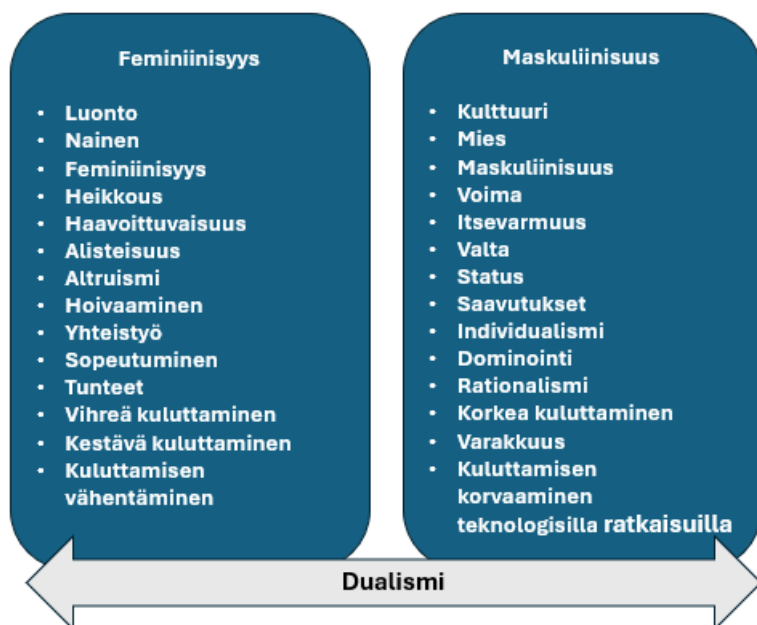 Feminiinisyys
• Luonto
• Nainen
• Feminiinisyys
• Heikkous
• Haavoittuvaisuus
• Alisteisuus
• Altruismi
• Hoivaaminen
• Yhteistyö
• Sopeutuminen
• Tunteet
• Vihreä kuluttaminen
• Kestävä kuluttaminen
• Kuluttamisen
vähentäminen
Maskuliinisuus
• Kulttuuri
• Mies
• Maskuliinisuus
• Voima
• Itsevarmuus
• Valta
• Status
• Saavutukset
• Individualismi
• Dominointi
• Rationalismi
• Korkea kuluttaminen
• Varakkuus
• Kuluttamisen
korvaaminen
teknologisilla ratkaisuilla
Dualismi